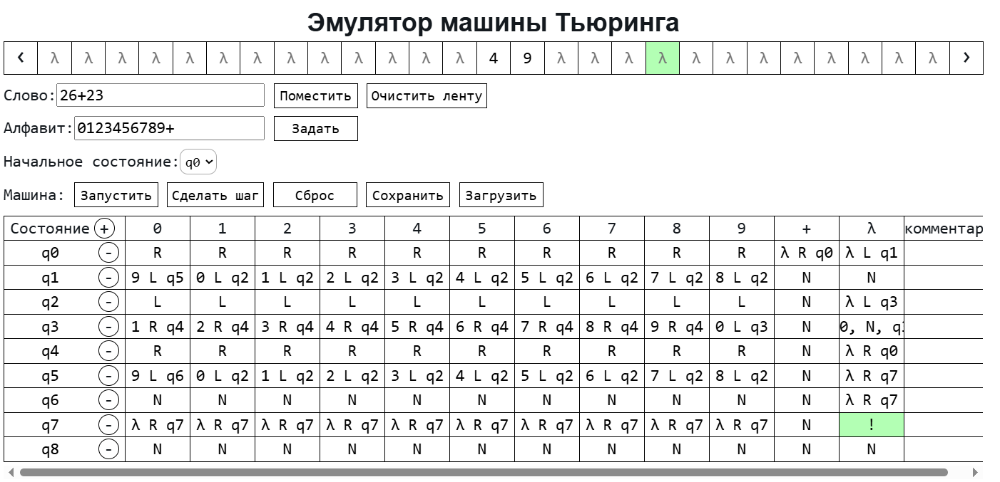 Эмулятор машины Тьюринга
‹ λ λ λ λ λ λ λ λ λ λ λ λ λ 4 9 λ λ λ λ λ λ λ λ λ λ λ λ ›
Слово: 26+23 Поместить Очистить ленту
Алфавит: 0123456789+ Задать
Начальное состояние: q0
Машина: Запустить Сделать шаг Сброс Сохранить Загрузить
Состояние + 0 1 2 3 4 5 6 7 8 9 + λ комментар
q0 - R R R R R R R R R R λ R q0 λ L q1
q1 - 9 L q5 0 L q2 1 L q2 2 L q2 3 L q2 4 L q2 5 L q2 6 L q2 7 L q2 8 L q2 N N
q2 - L L L L L L L L L L N λ L q3
q3 - 1 R q4 2 R q4 3 R q4 4 R q4 5 R q4 6 R q4 7 R q4 8 R q4 9 R q4 0 L q3 N 0, N,
q4 - R R R R R R R R R R N λ R q0
q5 - 9 L q6 0 L q2 1 L q2 2 L q2 3 L q2 4 L q2 5 L q2 6 L q2 7 L q2 8 L q2 N λ R q7
q6 - N N N N N N N N N N N λ R q7
q7 - λ R q7 λ R q7 λ R q7 λ R q7 λ R q7 λ R q7 λ R q7 λ R q7 λ R q7 λ R q7 N !
q8 - N N N N N N N N N N N N